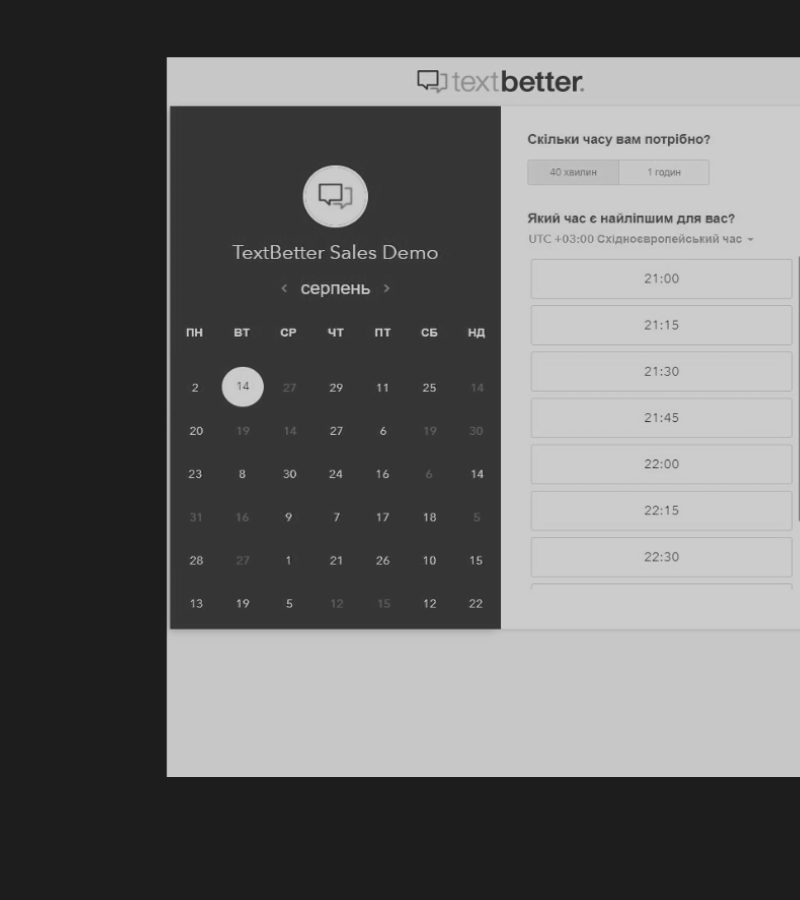 textbetter.
TextBetter Sales Demo
< серпень >
ПН ВТ СР ЧТ ПТ СБ НД
2 14 27 29 11 25 14
20 19 14 27 6 19 30
23 8 30 24 16 6 14
31 16 9 7 17 18 5
28 27 1 21 26 10 15
13 19 5 12 15 12 22
Скільки часу вам потрібно?
40 хвилин 1 годин
Який час є найліпшим для вас?
UTC +03:00 Східноєвропейський час
21:00
21:15
21:30
21:45
22:00
22:15
22:30